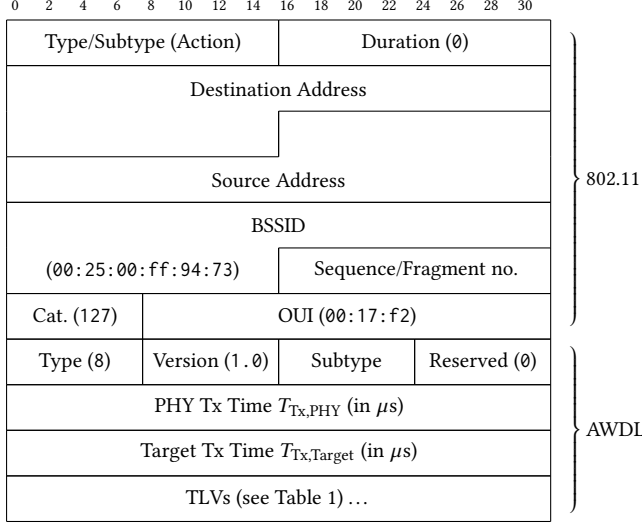 0 2 4 6 8 10 12 14 16 18 20 22 24 26 28 30
Type/Subtype (Action) Duration (0)
Destination Address
Source Address
802.11
BSSID
(00:25:00:ff:94:73) Sequence/Fragment no.
Cat. (127) OUI (00:17:f2)
Type (8) Version (1.0) Subtype Reserved (0)
PHY Tx Time T_Tx,PHY (in μs)
AWDL
Target Tx Time T_Tx,Target (in μs)
TLVs (see Table 1) …